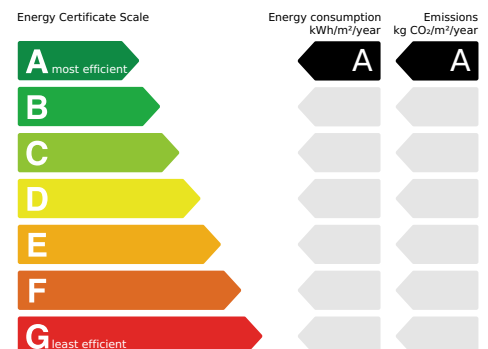 Energy Certificate Scale
Energy consumption
kWh/m²/year
Emissions
kg CO₂/m²/year
A most efficient
A
A
B
C
D
E
F
G least efficient